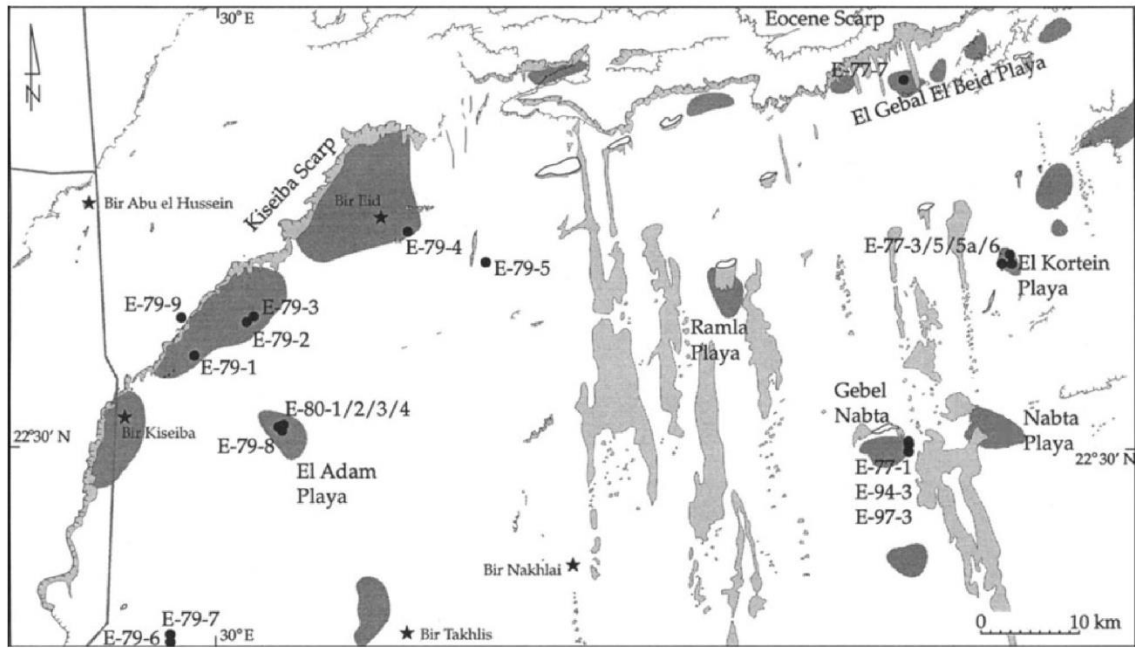 30° E
Eocene Scarp
E-77-7
El Gebal El Beid Playa
N
Kiseiba Scarp
Bir Abu el Hussein
Bir Eid
E-79-4
E-77-3/5/5a/6
E-79-5
El Kortein
Playa
E-79-9
E-79-3
E-79-2
Ramla
Playa
E-79-1
Gebel
Nabta
E-80-1/2/3/4
Bir Kiseiba
Nabta
Playa
22°30′ N
E-79-8
22°30′ N
El Adam
Playa
E-77-1
E-94-3
E-97-3
Bir Nakhlai
E-79-7
E-79-6
30° E
Bir Takhlis
0 10 km